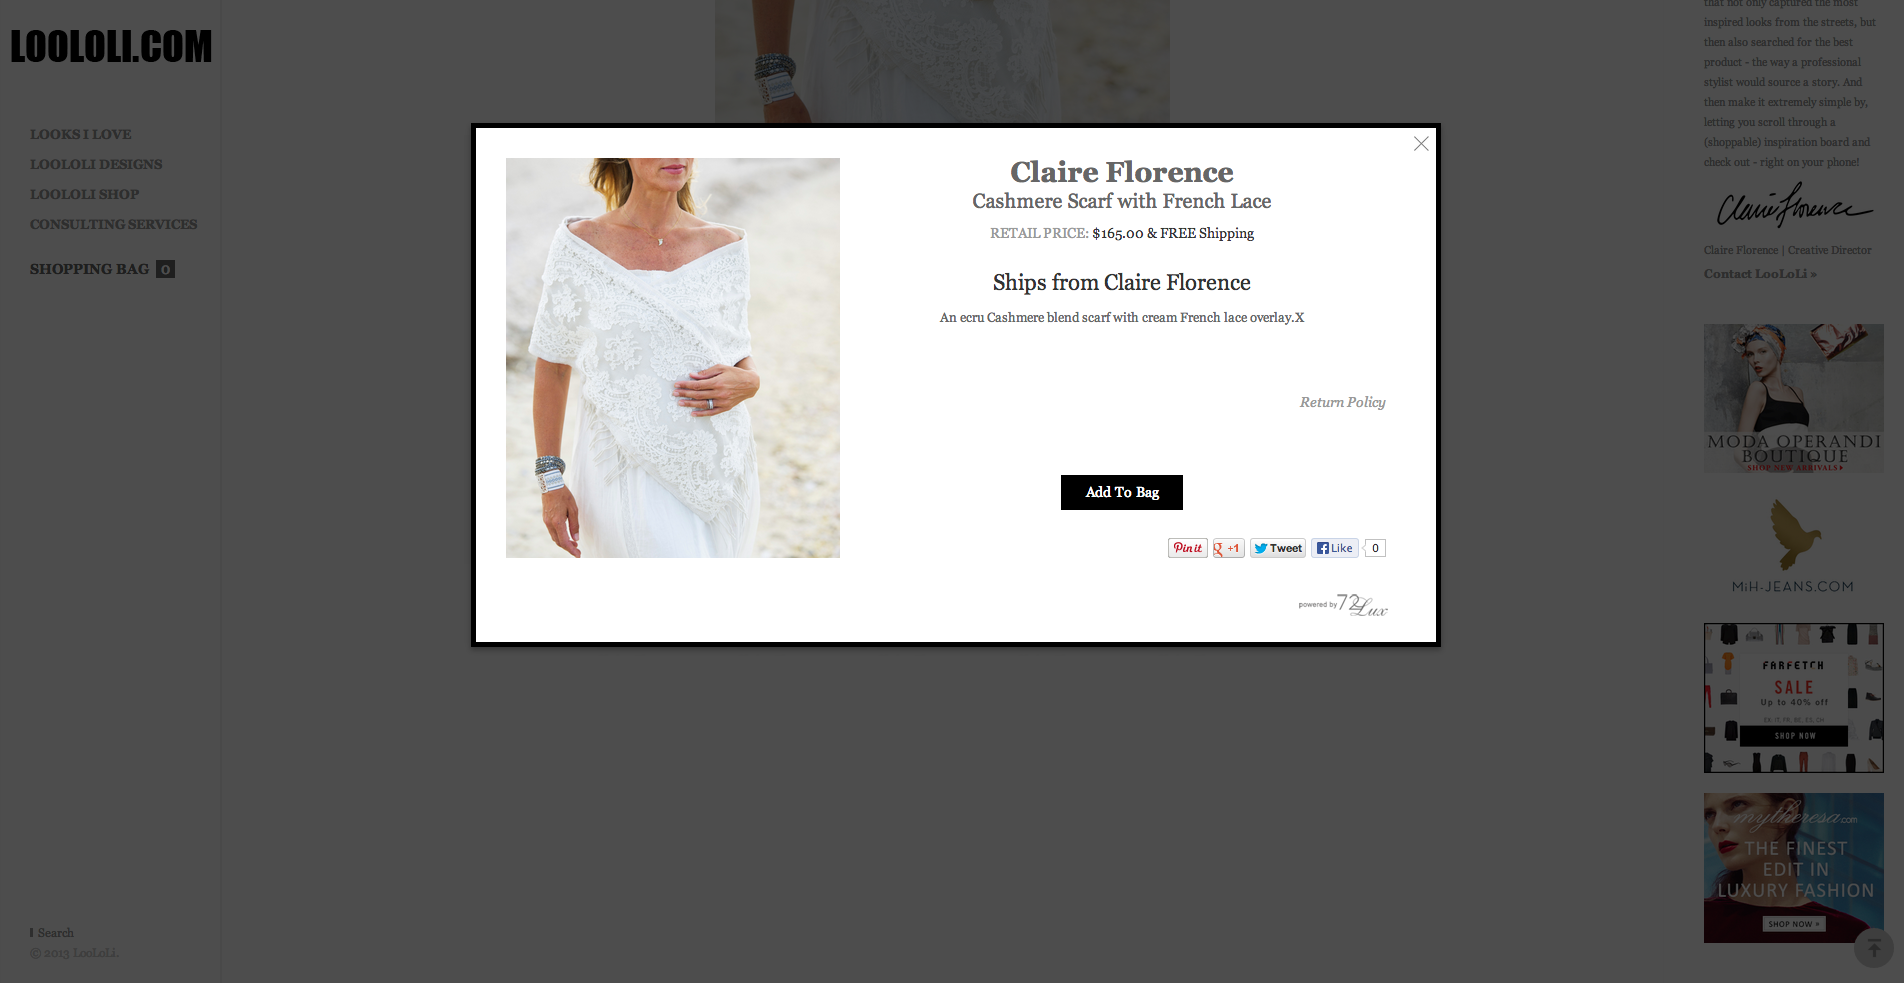 LOOLOLI.COM
LOOKS I LOVE
LOOLOLI DESIGNS
LOOLOLI SHOP
CONSULTING SERVICES
SHOPPING BAG 0
Search
© 2013 LooLoLi.
Claire Florence
Cashmere Scarf with French Lace
RETAIL PRICE: $165.00 & FREE Shipping
Ships from Claire Florence
An ecru Cashmere blend scarf with cream French lace overlay.X
Return Policy
Add To Bag
Pin it
g +1
Tweet
Like
0
powered by 72Lux
that not only captured the most
inspired looks from the streets, but
then also searched for the best
product - the way a professional
stylist would source a story. And
then make it extremely simple by,
letting you scroll through a
(shoppable) inspiration board and
check out - right on your phone!
Claire Florence
Claire Florence | Creative Director
Contact LooLoLi »
MODA OPERANDI
BOUTIQUE
SHOP NEW ARRIVALS
MiH-JEANS.COM
FARFETCH
SALE
Up to 40% off
SHOP NOW
mytheresa.com
THE FINEST
EDIT IN
LUXURY FASHION
SHOP NOW »